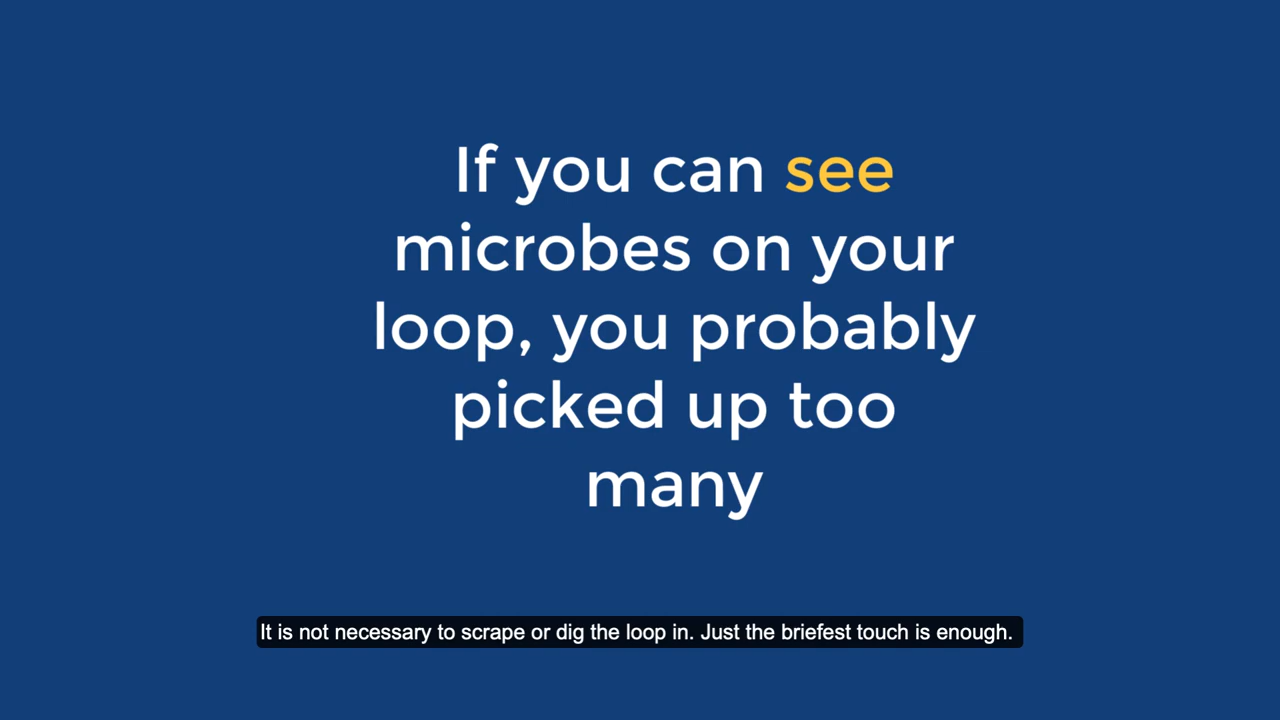 If you can see
microbes on your
loop, you probably
picked up too
many
It is not necessary to scrape or dig the loop in. Just the briefest touch is enough.